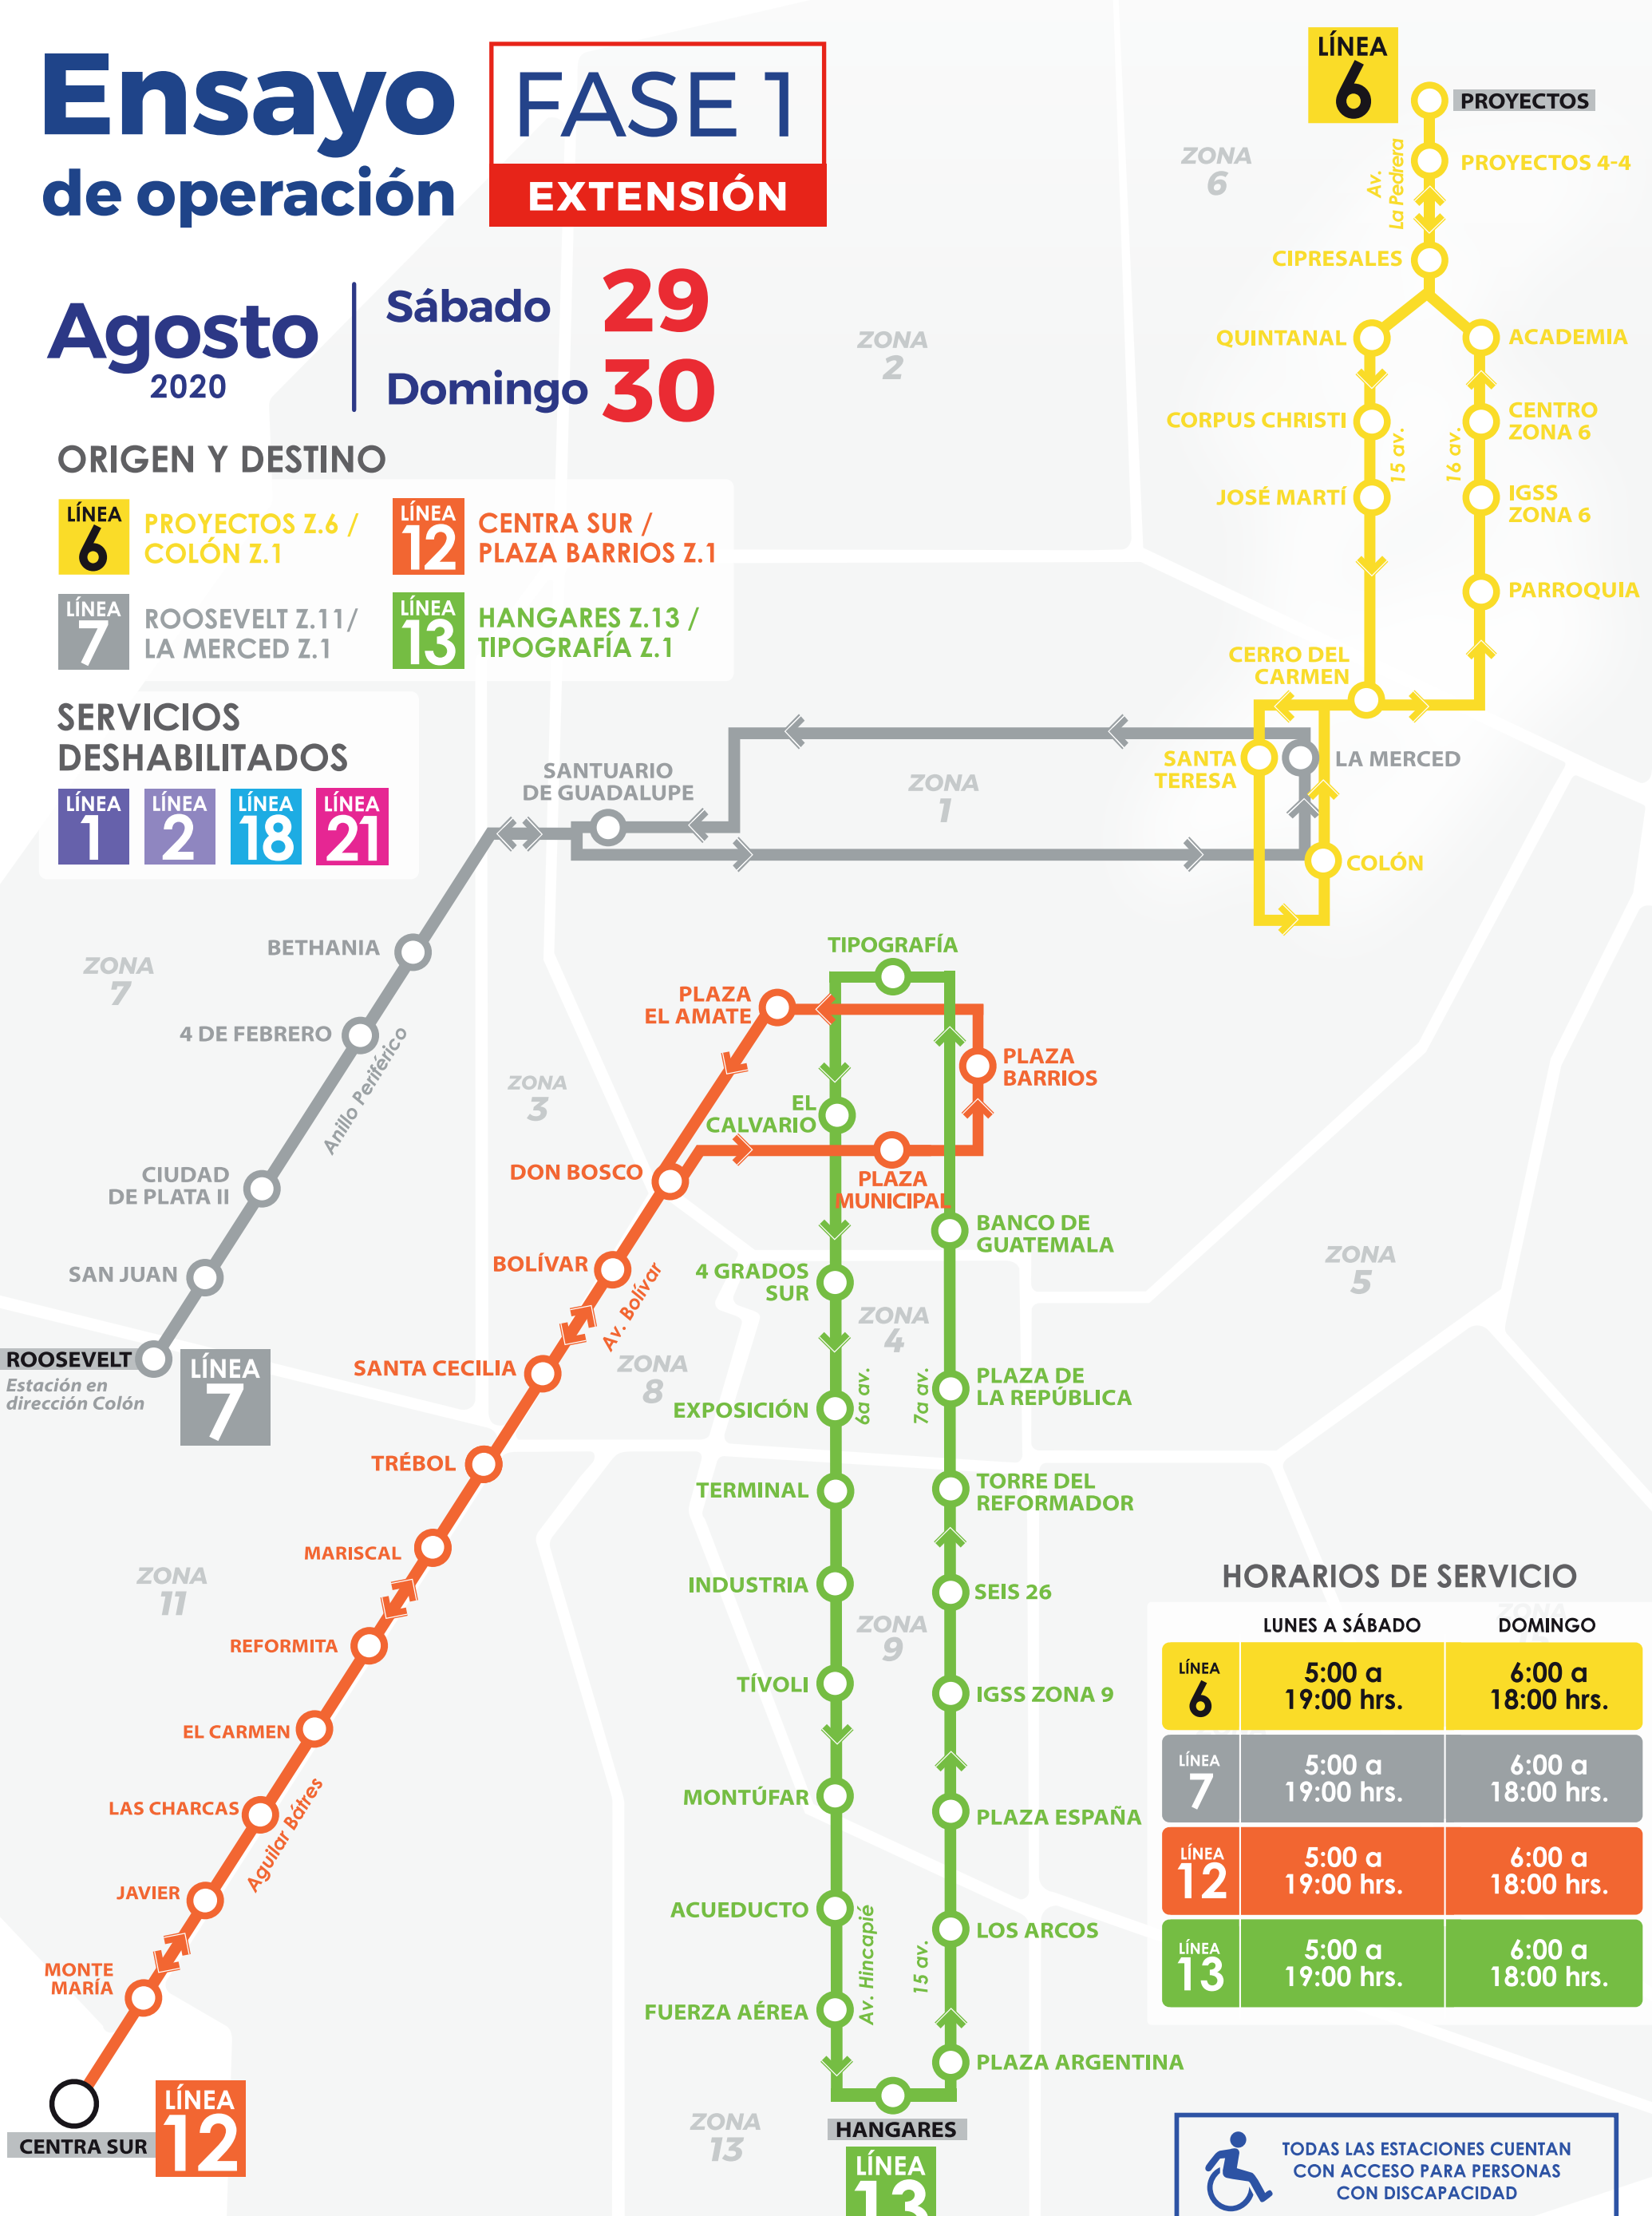 Ensayo
de operación
FASE 1
EXTENSIÓN
Agosto
2020
Sábado 29
Domingo 30
ORIGEN Y DESTINO
LÍNEA
6
PROYECTOS Z.6 /
COLÓN Z.1
LÍNEA
12
CENTRA SUR /
PLAZA BARRIOS Z.1
LÍNEA
7
ROOSEVELT Z.11/
LA MERCED Z.1
LÍNEA
13
HANGARES Z.13 /
TIPOGRAFÍA Z.1
SERVICIOS
DESHABILITADOS
LÍNEA
1
LÍNEA
2
LÍNEA
18
LÍNEA
21
LÍNEA
6
PROYECTOS
PROYECTOS 4-4
Av.
La Pedrera
CIPRESALES
QUINTANAL
ACADEMIA
CORPUS CHRISTI
CENTRO
ZONA 6
15 av.
16 av.
JOSÉ MARTÍ
IGSS
ZONA 6
PARROQUIA
CERRO DEL
CARMEN
SANTA
TERESA
LA MERCED
COLÓN
ZONA
6
ZONA
2
ZONA
1
SANTUARIO
DE GUADALUPE
BETHANIA
4 DE FEBRERO
Anillo Periférico
CIUDAD
DE PLATA II
SAN JUAN
ROOSEVELT
Estación en
dirección Colón
LÍNEA
7
ZONA
7
ZONA
3
TIPOGRAFÍA
PLAZA
EL AMATE
PLAZA
BARRIOS
EL
CALVARIO
DON BOSCO
PLAZA
MUNICIPAL
BANCO DE
GUATEMALA
BOLÍVAR
Av. Bolívar
4 GRADOS
SUR
ZONA
4
ZONA
5
SANTA CECILIA
ZONA
8
EXPOSICIÓN
6a av.
7a av.
PLAZA DE
LA REPÚBLICA
TRÉBOL
TERMINAL
TORRE DEL
REFORMADOR
MARISCAL
INDUSTRIA
SEIS 26
ZONA
11
REFORMITA
ZONA
9
TÍVOLI
IGSS ZONA 9
EL CARMEN
LAS CHARCAS
Aguilar Bátres
MONTÚFAR
PLAZA ESPAÑA
JAVIER
ACUEDUCTO
LOS ARCOS
Av. Hincapié
15 av.
MONTE
MARÍA
FUERZA AÉREA
PLAZA ARGENTINA
CENTRA SUR
LÍNEA
12
HANGARES
LÍNEA
13
ZONA
13
HORARIOS DE SERVICIO
LUNES A SÁBADO DOMINGO
LÍNEA
6
5:00 a
19:00 hrs.
6:00 a
18:00 hrs.
LÍNEA
7
5:00 a
19:00 hrs.
6:00 a
18:00 hrs.
LÍNEA
12
5:00 a
19:00 hrs.
6:00 a
18:00 hrs.
LÍNEA
13
5:00 a
19:00 hrs.
6:00 a
18:00 hrs.
TODAS LAS ESTACIONES CUENTAN
CON ACCESO PARA PERSONAS
CON DISCAPACIDAD